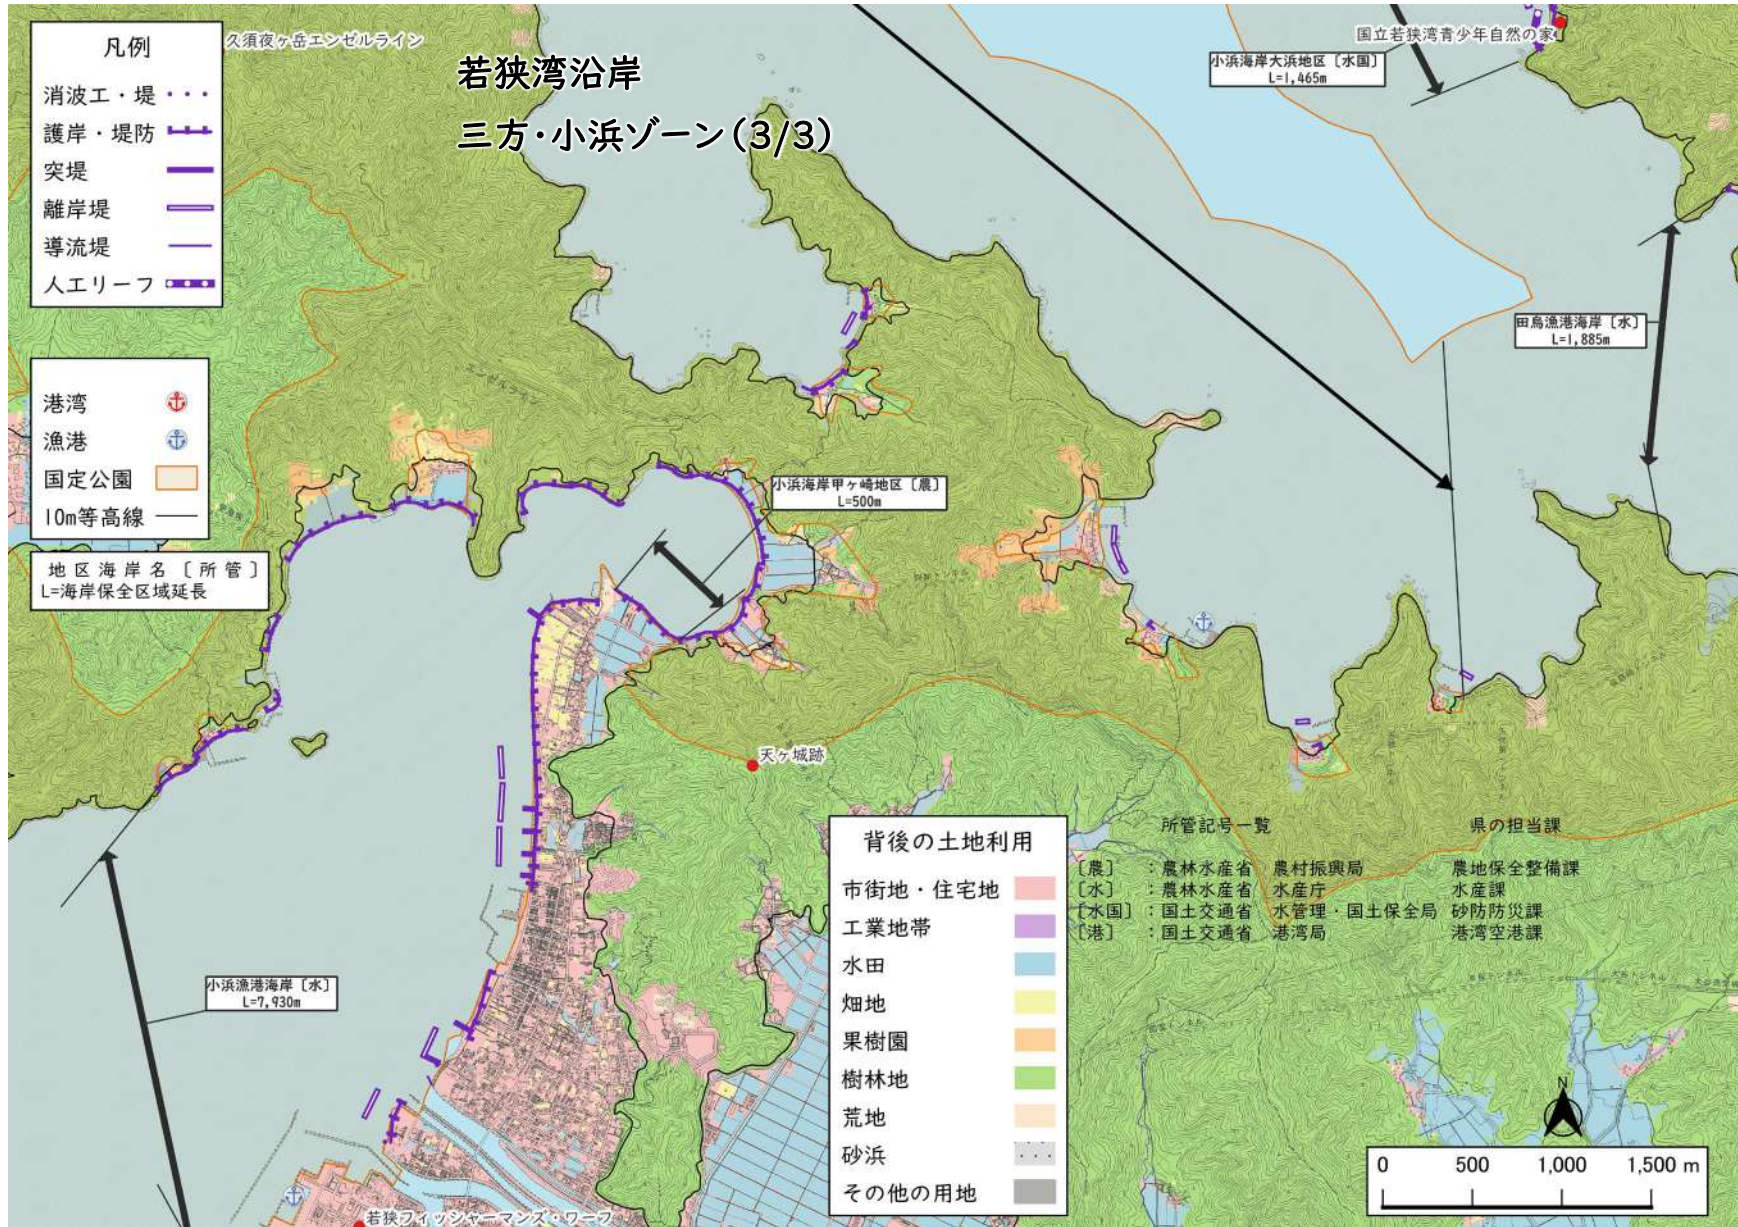 凡例
消波工・堤
護岸・堤防
突堤
離岸堤
導流堤
人工リーフ
久須夜ヶ岳エンゼルライン
若狭湾沿岸
三方・小浜ゾーン(3/3)
国立若狭湾青少年自然の家
小浜海岸大浜地区〔水国〕
L=1,465m
田烏漁港海岸〔水〕
L=1,885m
港湾
漁港
国定公園
10m等高線
地区海岸名〔所管〕
L=海岸保全区域延長
エンゼルライン
小浜海岸甲ヶ崎地区〔農〕
L=500m
天ヶ城跡
小浜漁港海岸〔水〕
L=7,930m
若狭フィッシャーマンズ・ワーフ
背後の土地利用
市街地・住宅地
工業地帯
水田
畑地
果樹園
樹林地
荒地
砂浜
その他の用地
所管記号一覧 県の担当課
〔農〕 :農林水産省 農村振興局 農地保全整備課
〔水〕 :農林水産省 水産庁 水産課
〔水国〕:国土交通省 水管理・国土保全局 砂防防災課
〔港〕 :国土交通省 港湾局 港湾空港課
N
0 500 1,000 1,500 m